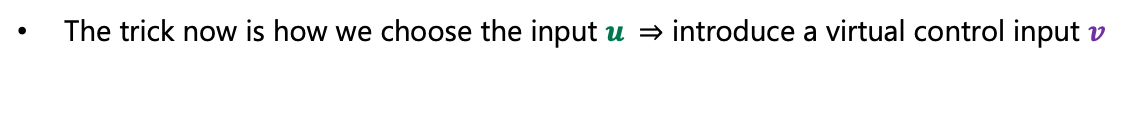 • The trick now is how we choose the input 𝒖 ⇒ introduce a virtual control input 𝒗